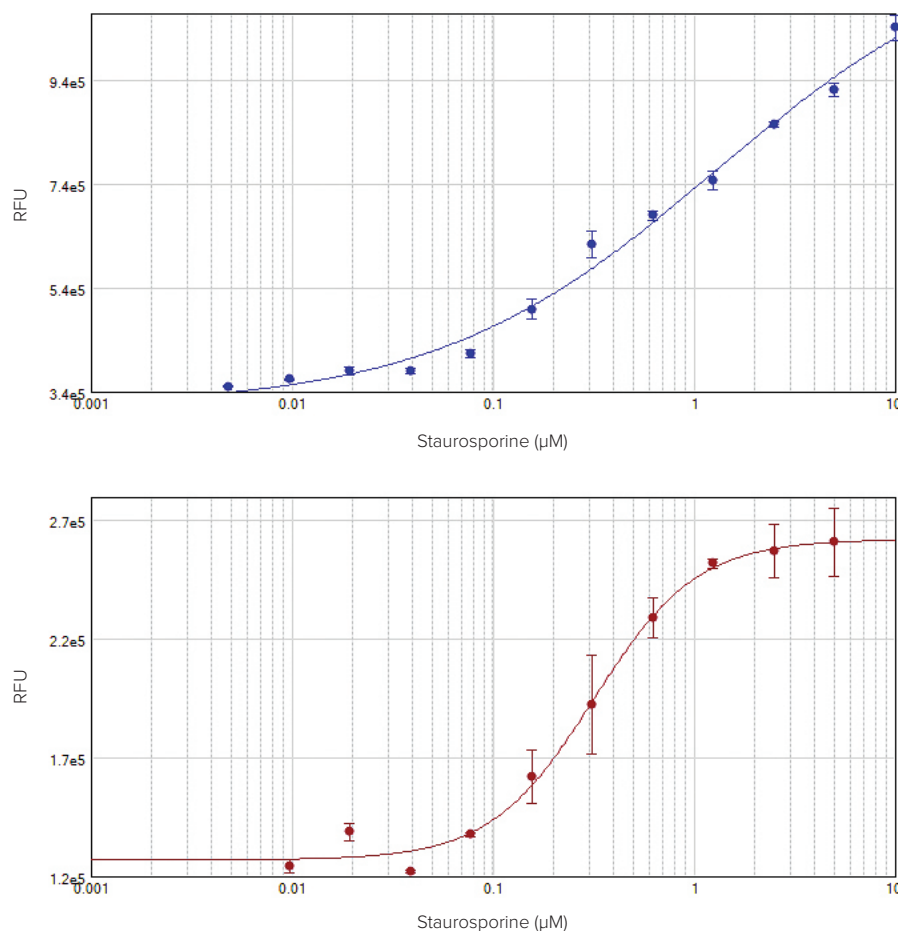 9.4e5
7.4e5
RFU
5.4e5
3.4e5
0.001 0.01 0.1 1 10
Staurosporine (µM)
2.7e5
2.2e5
RFU
1.7e5
1.2e5
0.001 0.01 0.1 1 10
Staurosporine (µM)